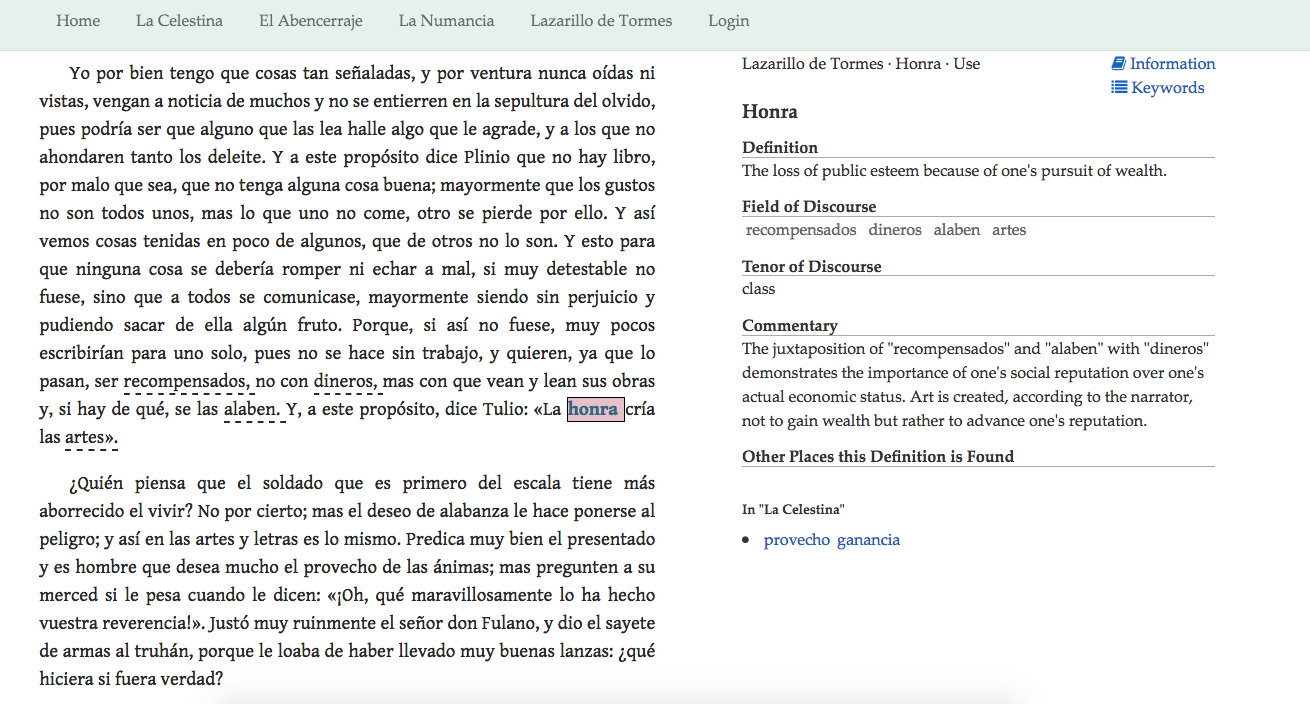 Home La Celestina El Abencerraje La Numancia Lazarillo de Tormes Login
Yo por bien tengo que cosas tan señaladas, y por ventura nunca oídas ni
vistas, vengan a noticia de muchos y no se entierren en la sepultura del olvido,
pues podría ser que alguno que las lea halle algo que le agrade, y a los que no
ahondaren tanto los deleite. Y a este propósito dice Plinio que no hay libro,
por malo que sea, que no tenga alguna cosa buena; mayormente que los gustos
no son todos unos, mas lo que uno no come, otro se pierde por ello. Y así
vemos cosas tenidas en poco de algunos, que de otros no lo son. Y esto para
que ninguna cosa se debería romper ni echar a mal, si muy detestable no
fuese, sino que a todos se comunicase, mayormente siendo sin perjuicio y
pudiendo sacar de ella algún fruto. Porque, si así no fuese, muy pocos
escribirían para uno solo, pues no se hace sin trabajo, y quieren, ya que lo
pasan, ser recompensados, no con dineros, mas con que vean y lean sus obras
y, si hay de qué, se las alaben. Y, a este propósito, dice Tulio: «La honra cría
las artes».
¿Quién piensa que el soldado que es primero del escala tiene más
aborrecido el vivir? No por cierto; mas el deseo de alabanza le hace ponerse al
peligro; y así en las artes y letras es lo mismo. Predica muy bien el presentado
y es hombre que desea mucho el provecho de las ánimas; mas pregunten a su
merced si le pesa cuando le dicen: «¡Oh, qué maravillosamente lo ha hecho
vuestra reverencia!». Justó muy ruinmente el señor don Fulano, y dio el sayete
de armas al truhán, porque le loaba de haber llevado muy buenas lanzas: ¿qué
hiciera si fuera verdad?
Lazarillo de Tormes · Honra · Use
Information
Keywords
Honra
Definition
The loss of public esteem because of one's pursuit of wealth.
Field of Discourse
recompensados dineros alaben artes
Tenor of Discourse
class
Commentary
The juxtaposition of "recompensados" and "alaben" with "dineros"
demonstrates the importance of one's social reputation over one's
actual economic status. Art is created, according to the narrator,
not to gain wealth but rather to advance one's reputation.
Other Places this Definition is Found
In "La Celestina"
provecho ganancia